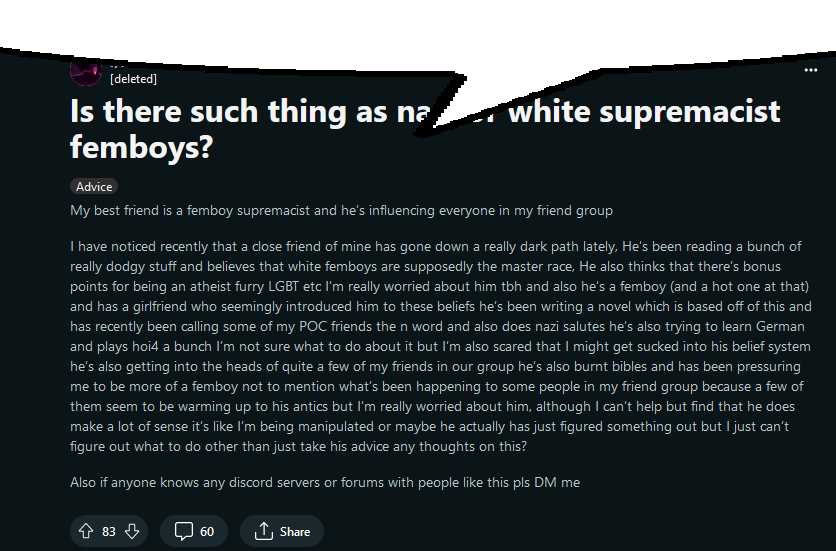 [deleted]
Is there such thing as na or white supremacist
femboys?
Advice
My best friend is a femboy supremacist and he's influencing everyone in my friend group
I have noticed recently that a close friend of mine has gone down a really dark path lately, He's been reading a bunch of
really dodgy stuff and believes that white femboys are supposedly the master race, He also thinks that there's bonus
points for being an atheist furry LGBT etc I'm really worried about him tbh and also he's a femboy (and a hot one at that)
and has a girlfriend who seemingly introduced him to these beliefs he's been writing a novel which is based off of this and
has recently been calling some of my POC friends the n word and also does nazi salutes he's also trying to learn German
and plays hoi4 a bunch I'm not sure what to do about it but I'm also scared that I might get sucked into his belief system
he's also getting into the heads of quite a few of my friends in our group he's also burnt bibles and has been pressuring
me to be more of a femboy not to mention what's been happening to some people in my friend group because a few of
them seem to be warming up to his antics but I'm really worried about him, although I can't help but find that he does
make a lot of sense it's like I'm being manipulated or maybe he actually has just figured something out but I just can't
figure out what to do other than just take his advice any thoughts on this?
Also if anyone knows any discord servers or forums with people like this pls DM me
83 60 Share